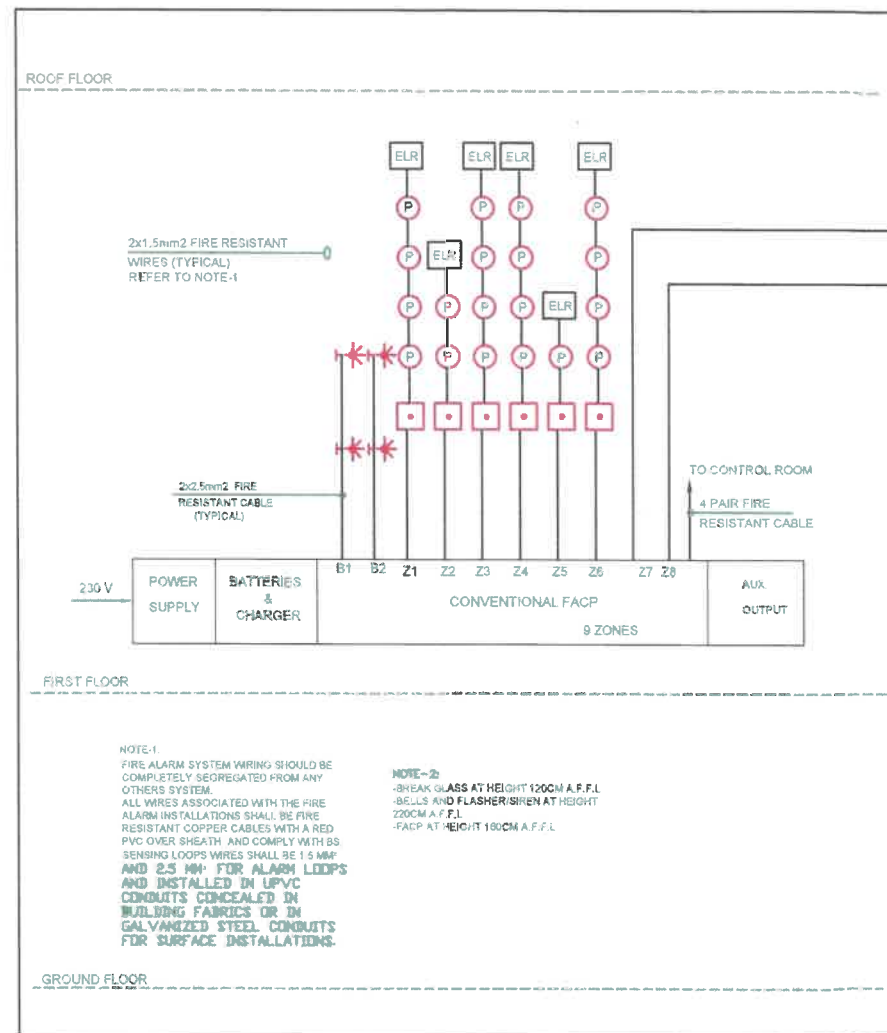 ROOF FLOOR
ELR
ELR
ELR
ELR
P
P
P
P
2x1.5mm2 FIRE RESISTANT
WIRES (TYPICAL)
REFER TO NOTE-1
ELR
P
P
P
P
P
P
P
P
P
ELR
P
P
P
P
P
P
P
TO CONTROL ROOM
2x2.5mm2 FIRE
RESISTANT CABLE
(TYPICAL)
4 PAIR FIRE
RESISTANT CABLE
B1 B2 Z1 Z2 Z3 Z4 Z5 Z6 Z7 Z8
230 V
POWER
SUPPLY
BATTERIES
&
CHARGER
CONVENTIONAL FACP
9 ZONES
AUX.
OUTPUT
FIRST FLOOR
NOTE-1.
FIRE ALARM SYSTEM WIRING SHOULD BE
COMPLETELY SEGREGATED FROM ANY
OTHERS SYSTEM.
ALL WIRES ASSOCIATED WITH THE FIRE
ALARM INSTALLATIONS SHALL BE FIRE
RESISTANT COPPER CABLES WITH A RED
PVC OVER SHEATH AND COMPLY WITH BS.
SENSING LOOPS WIRES SHALL BE 1.5 MM²
AND 2.5 MM² FOR ALARM LOOPS
AND INSTALLED IN UPVC
CONDUITS CONCEALED IN
BUILDING FABRICS OR IN
GALVANIZED STEEL CONDUITS
FOR SURFACE INSTALLATIONS.
NOTE-2:
-BREAK GLASS AT HEIGHT 120CM A.F.F.L
-BELLS AND FLASHER/SIREN AT HEIGHT
220CM A.F.F.L
-FACP AT HEIGHT 160CM A.F.F.L
GROUND FLOOR